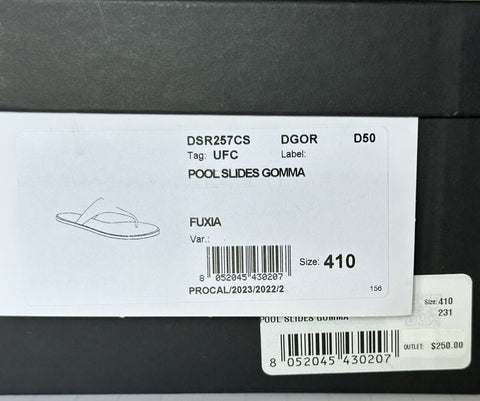 DSR257CS DGOR D50
Tag: UFC Label:
POOL SLIDES GOMMA
FUXIA
Var.:
Size: 410
8 052045 430207
PROCAL/2023/2022/2
156
Size: 410
231
POOL SLIDES GOMMA
OUTLET: $250.00
8 052045 430207